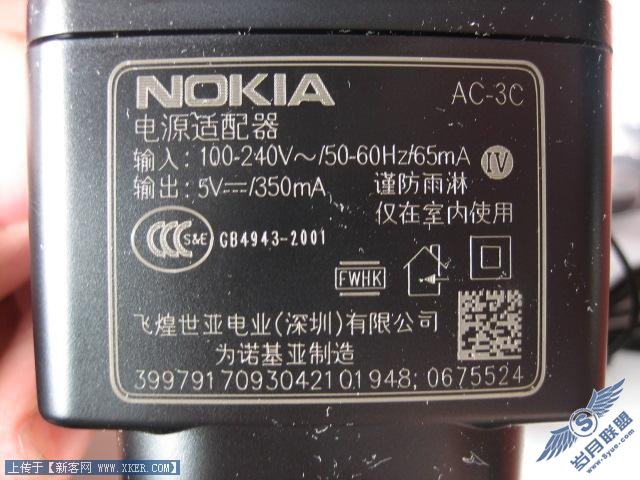 NOKIA AC-3C
电源适配器
输入：100-240V～/50-60Hz/65mA IV
输出：5V⎓/350mA 谨防雨淋
仅在室内使用
CCC S&E GB4943-2001
FWHK
飞煌世亚电业(深圳)有限公司
为诺基亚制造
3997917093042101948; 0675524
上传于【新客网 www.XKER.com】
岁月联盟
www.Syue.com